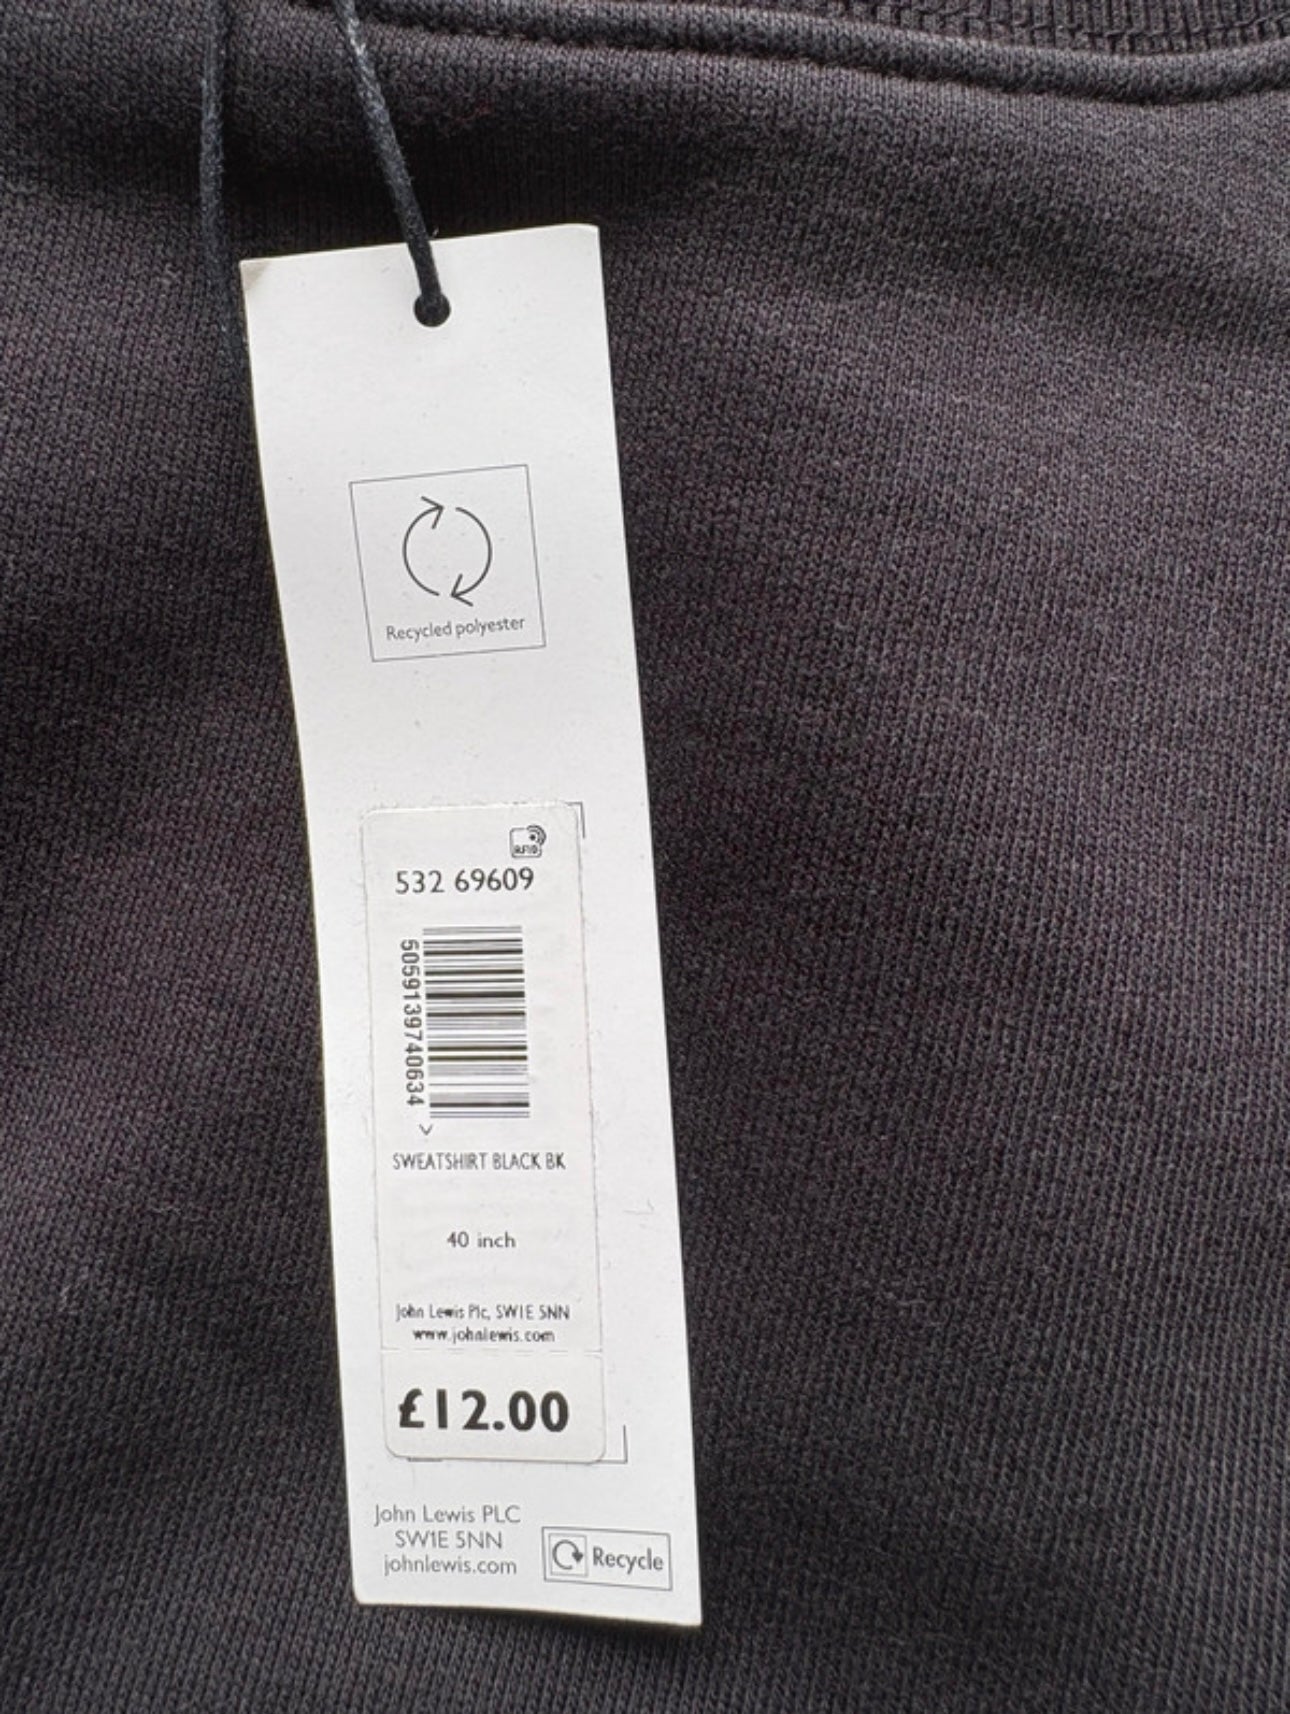 Recycled polyester
RFID
532 69609
5059139740634
SWEATSHIRT BLACK BK
40 inch
John Lewis Plc, SW1E 5NN
www.johnlewis.com
£12.00
John Lewis PLC
SW1E 5NN
johnlewis.com
Recycle